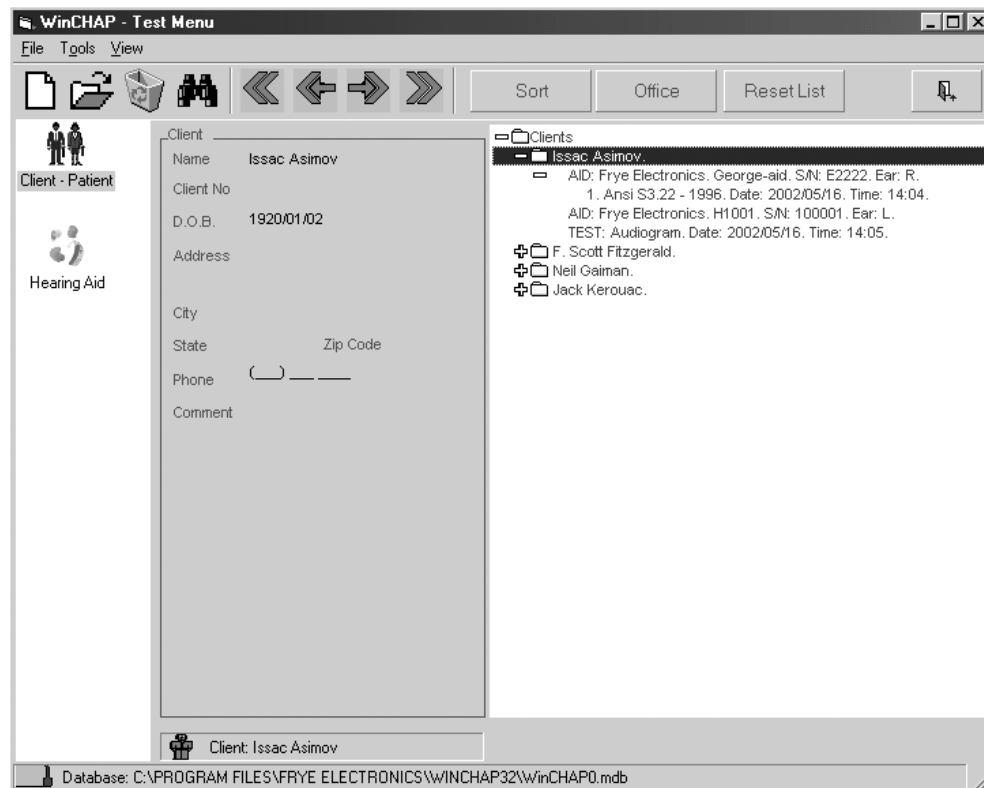 WinCHAP - Test Menu
File Tools View
Sort Office Reset List
Client - Patient
Hearing Aid
Client
Name Issac Asimov
Client No
D.O.B. 1920/01/02
Address
City
State Zip Code
Phone (__) ___ ____
Comment
Clients
Issac Asimov.
AID: Frye Electronics. George-aid. S/N: E2222. Ear: R.
1. Ansi S3.22 - 1996. Date: 2002/05/16. Time: 14:04.
AID: Frye Electronics. H1001. S/N: 100001. Ear: L.
TEST: Audiogram. Date: 2002/05/16. Time: 14:05.
F. Scott Fitzgerald.
Neil Gaiman.
Jack Kerouac.
Client: Issac Asimov
Database: C:\PROGRAM FILES\FRYE ELECTRONICS\WINCHAP32\WinCHAP0.mdb